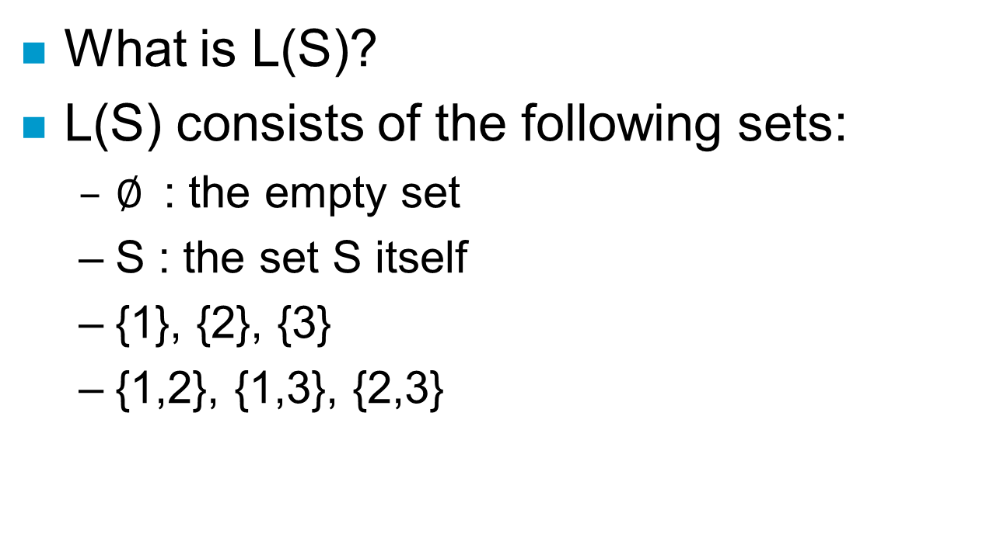 ■ What is L(S)?
■ L(S) consists of the following sets:
– ∅ : the empty set
– S : the set S itself
– {1}, {2}, {3}
– {1,2}, {1,3}, {2,3}